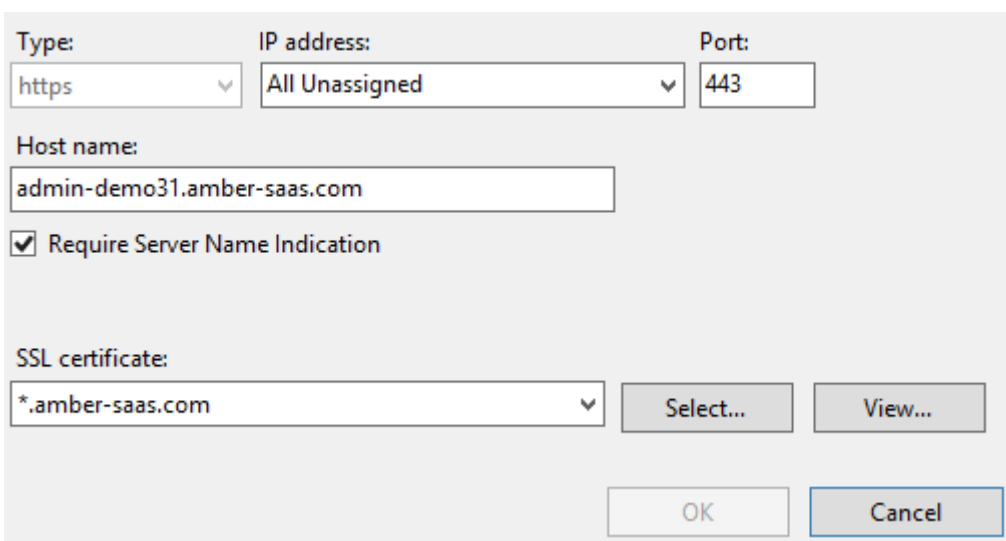 Type: IP address: Port:
https All Unassigned 443
Host name:
admin-demo31.amber-saas.com
Require Server Name Indication
SSL certificate:
*.amber-saas.com Select... View...
OK Cancel